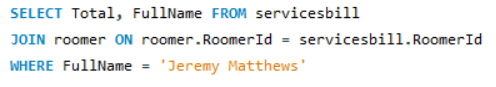 SELECT Total, FullName FROM servicesbill
JOIN roomer ON roomer.RoomerId = servicesbill.RoomerId
WHERE FullName = 'Jeremy Matthews'